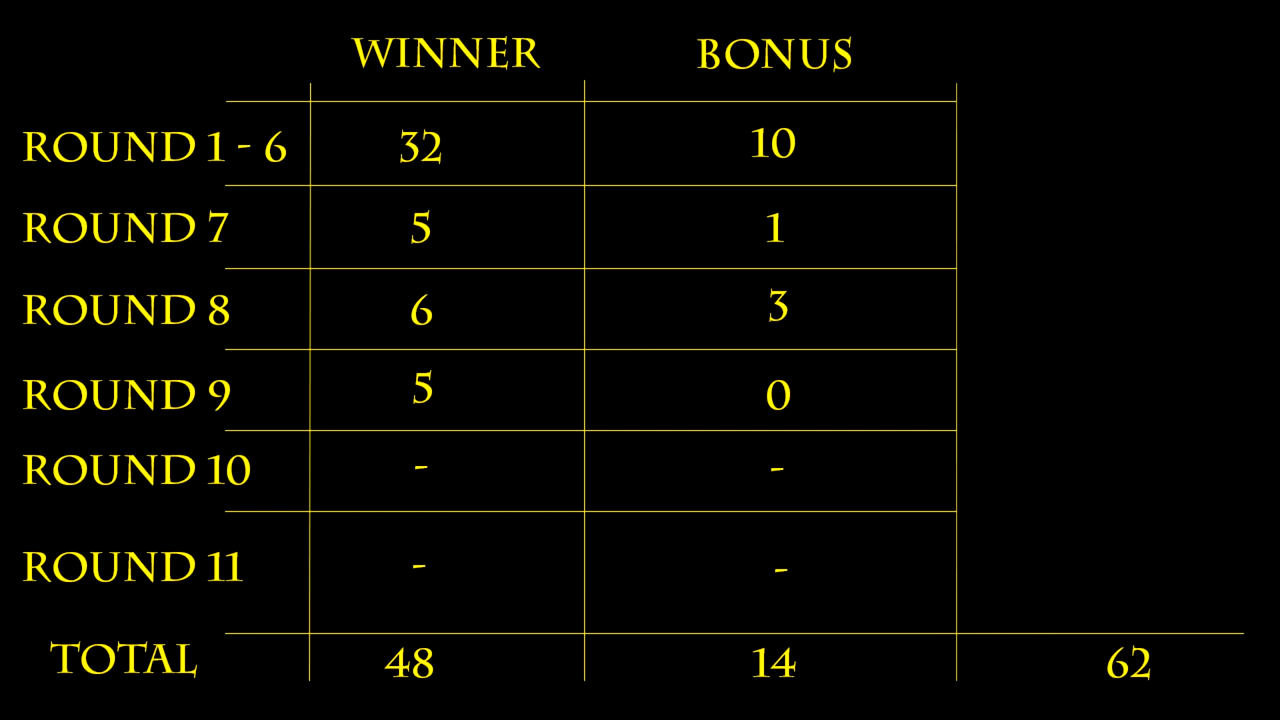 WINNER BONUS
ROUND 1 - 6 32 10
ROUND 7 5 1
ROUND 8 6 3
ROUND 9 5 0
ROUND 10 - -
ROUND 11 - -
TOTAL 48 14 62